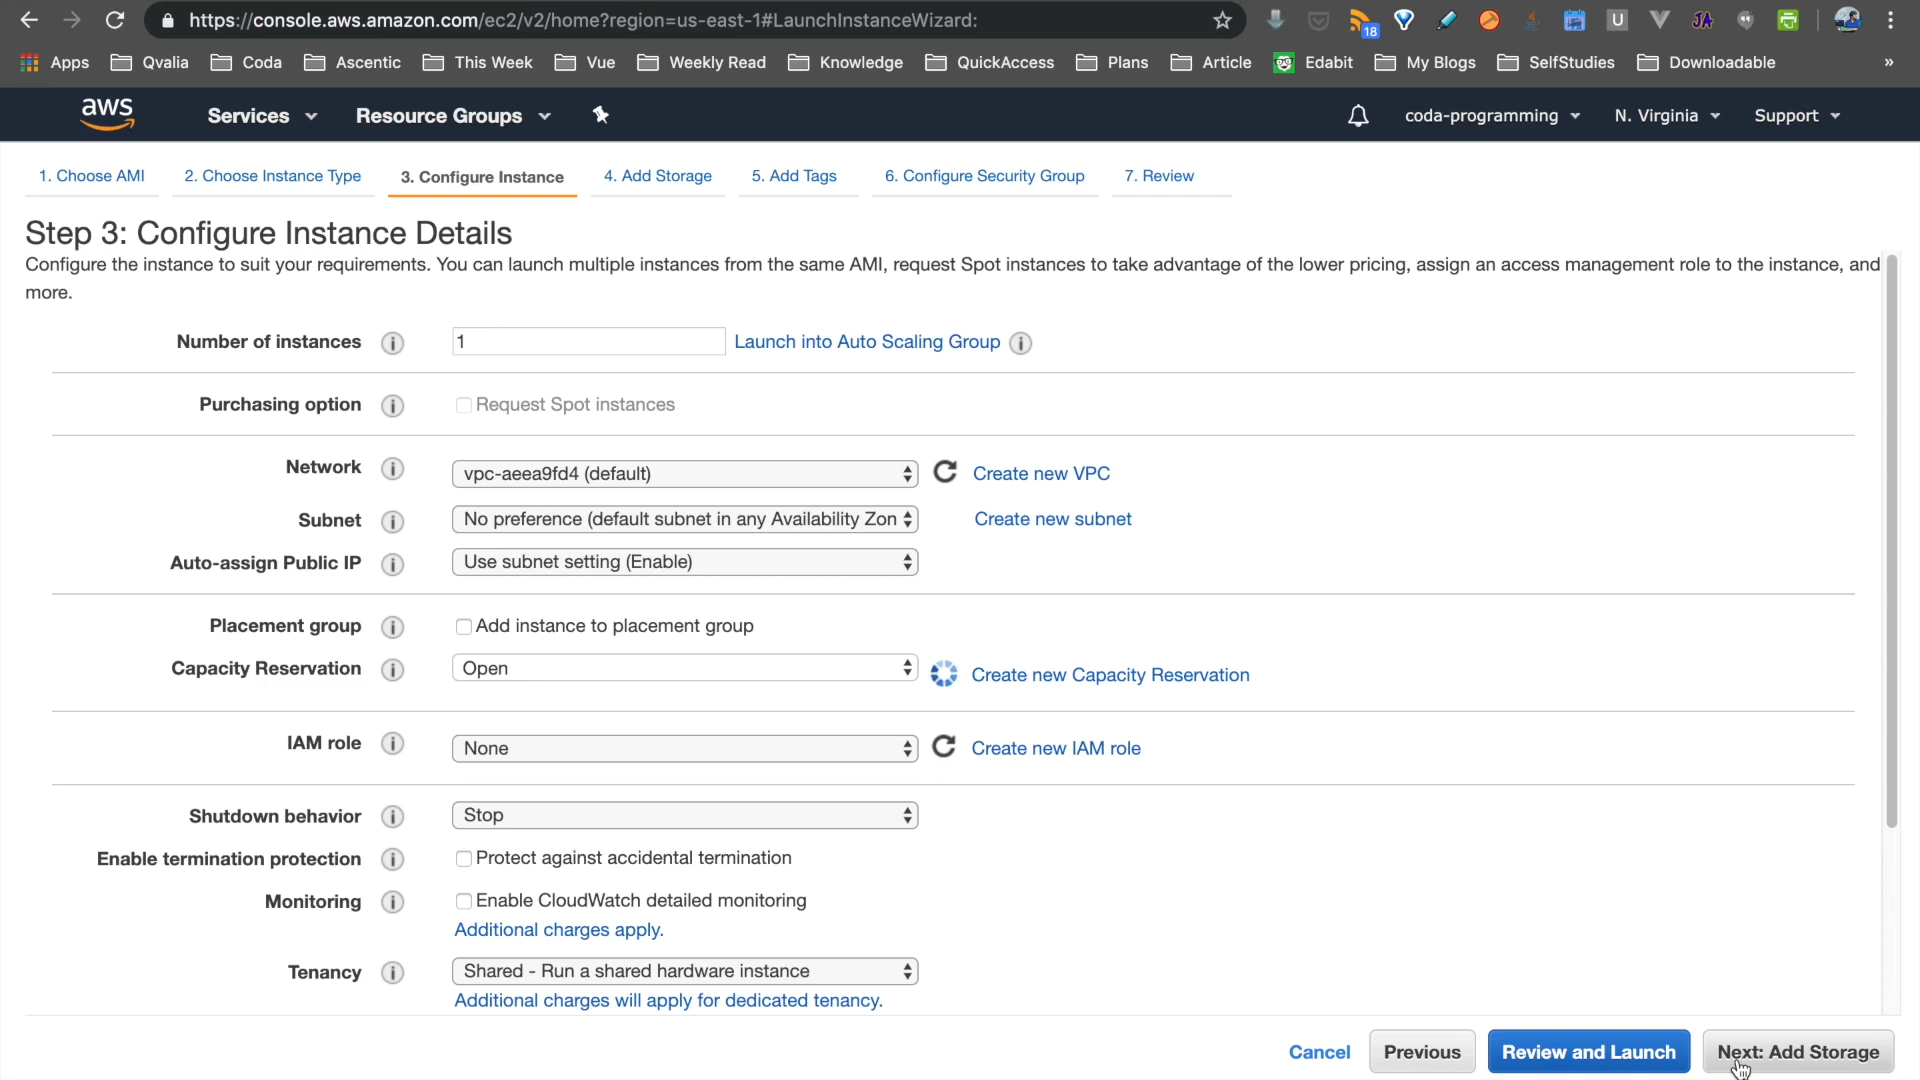 https://console.aws.amazon.com/ec2/v2/home?region=us-east-1#LaunchInstanceWizard:
18
U
JA
Apps Qvalia Coda Ascentic This Week Vue Weekly Read Knowledge QuickAccess Plans Article Edabit My Blogs SelfStudies Downloadable »
aws Services Resource Groups coda-programming N. Virginia Support
1. Choose AMI 2. Choose Instance Type 3. Configure Instance 4. Add Storage 5. Add Tags 6. Configure Security Group 7. Review
Step 3: Configure Instance Details
Configure the instance to suit your requirements. You can launch multiple instances from the same AMI, request Spot instances to take advantage of the lower pricing, assign an access management role to the instance, and
more.
Number of instances i 1 Launch into Auto Scaling Group i
Purchasing option i Request Spot instances
Network i vpc-aeea9fd4 (default) Create new VPC
Subnet i No preference (default subnet in any Availability Zon Create new subnet
Auto-assign Public IP i Use subnet setting (Enable)
Placement group i Add instance to placement group
Capacity Reservation i Open Create new Capacity Reservation
IAM role i None Create new IAM role
Shutdown behavior i Stop
Enable termination protection i Protect against accidental termination
Monitoring i Enable CloudWatch detailed monitoring
Additional charges apply.
Tenancy i Shared - Run a shared hardware instance
Additional charges will apply for dedicated tenancy.
Cancel Previous Review and Launch Next: Add Storage